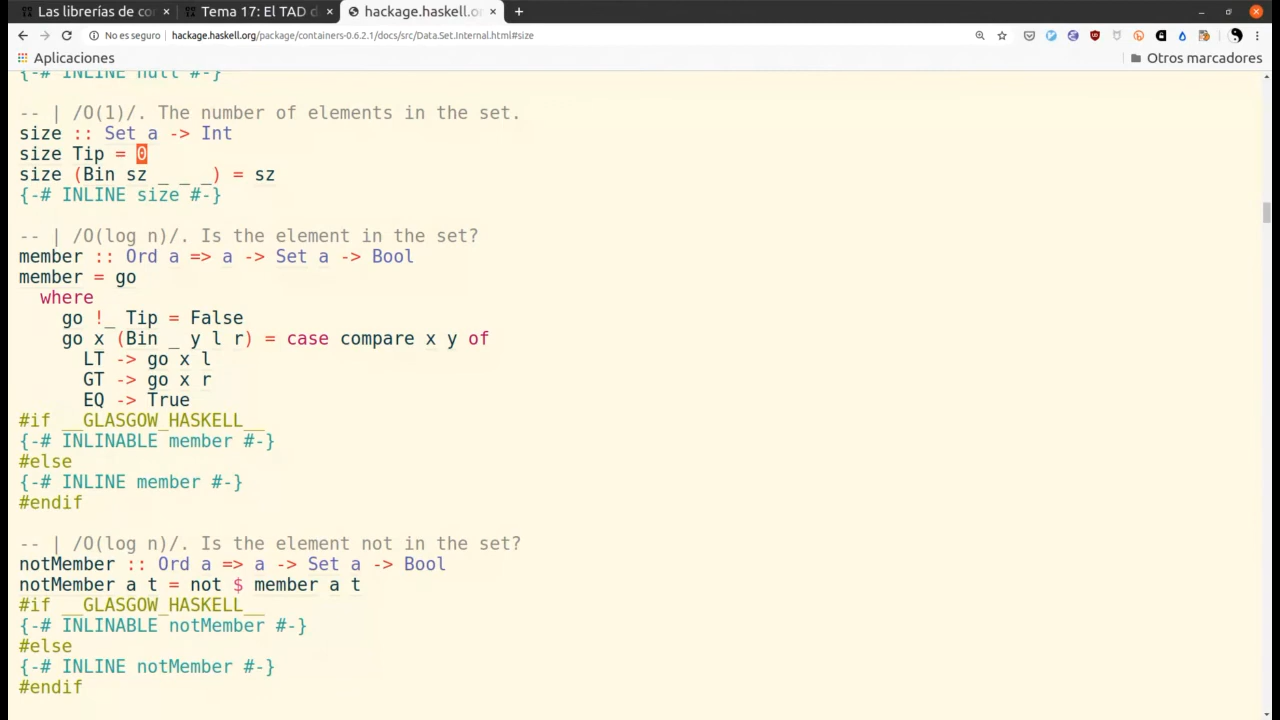 Las librerías de co
Tema 17: El TAD d
hackage.haskell.o
No es seguro
hackage.haskell.org/package/containers-0.6.2.1/docs/src/Data.Set.Internal.html#size
Aplicaciones
Otros marcadores
{-# INLINE null #-}
-- | /O(1)/. The number of elements in the set.
size :: Set a -> Int
size Tip = 0
size (Bin sz _ _ _) = sz
{-# INLINE size #-}
-- | /O(log n)/. Is the element in the set?
member :: Ord a => a -> Set a -> Bool
member = go
  where
    go !_ Tip = False
    go x (Bin _ y l r) = case compare x y of
      LT -> go x l
      GT -> go x r
      EQ -> True
#if __GLASGOW_HASKELL__
{-# INLINABLE member #-}
#else
{-# INLINE member #-}
#endif
-- | /O(log n)/. Is the element not in the set?
notMember :: Ord a => a -> Set a -> Bool
notMember a t = not $ member a t
#if __GLASGOW_HASKELL__
{-# INLINABLE notMember #-}
#else
{-# INLINE notMember #-}
#endif